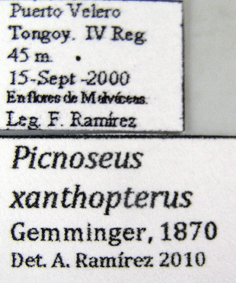 Puerto Velero
Tongoy. IV Reg.
45 m.
15-Sept -2000
En flores de Malváceas.
Leg. F. Ramírez
Picnoseus
xanthopterus
Gemminger, 1870
Det. A. Ramírez 2010